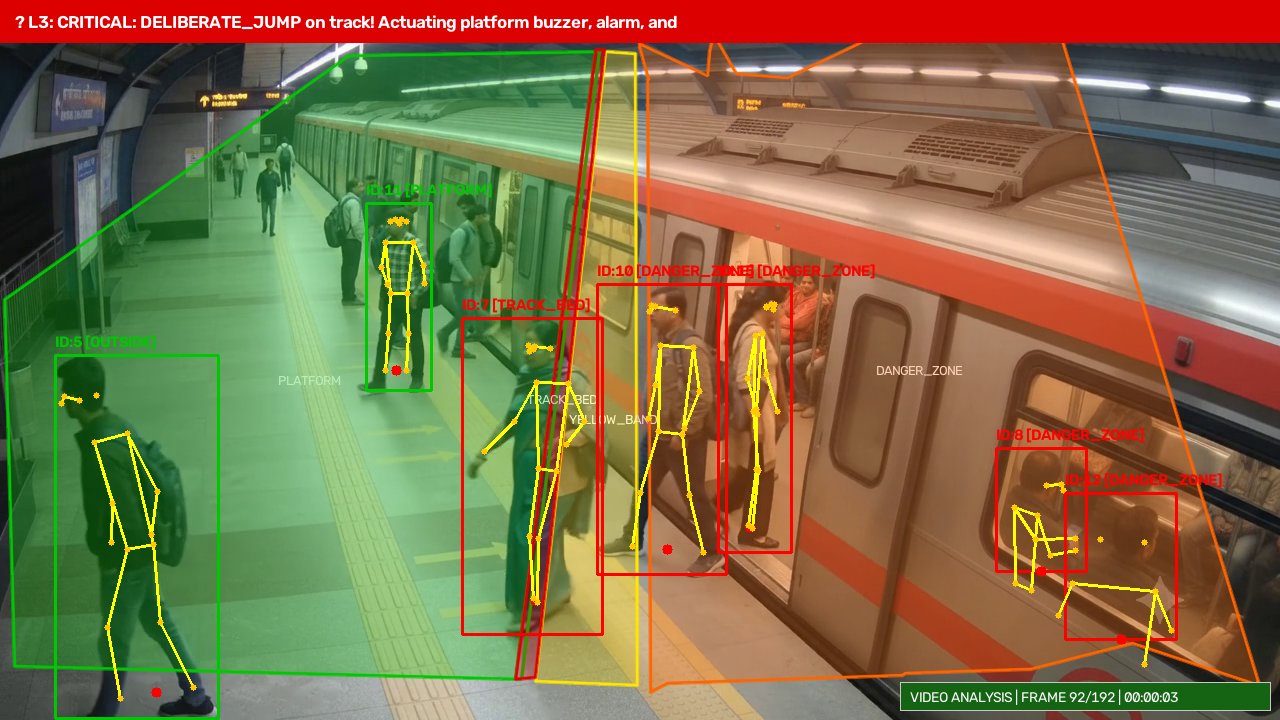 ? L3: CRITICAL: DELIBERATE_JUMP on track! Actuating platform buzzer, alarm, and
ID:11 [PLATFORM]
ID:10 [DANGER_ZONE]
[DANGER_ZONE]
ID:7 [TRACK_BED]
ID:5 [OUTSIDE]
PLATFORM
DANGER_ZONE
TRACK_BED
YELLOW_BAND
ID:8 [DANGER_ZONE]
ID:12 [DANGER_ZONE]
VIDEO ANALYSIS | FRAME 92/192 | 00:00:03